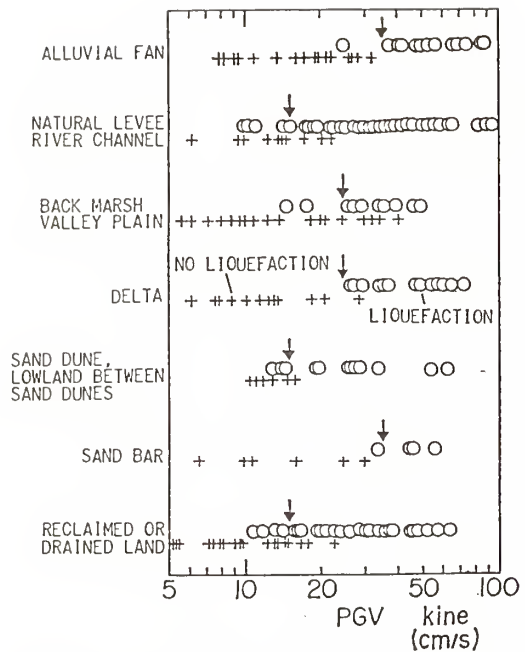 ALLUVIAL FAN
NATURAL LEVEE
RIVER CHANNEL
BACK MARSH
VALLEY PLAIN
NO LIQUEFACTION
DELTA
LIQUEFACTION
SAND DUNE,
LOWLAND BETWEEN
SAND DUNES
SAND BAR
RECLAIMED OR
DRAINED LAND
5 10 20 50 100
PGV kine
(cm/s)